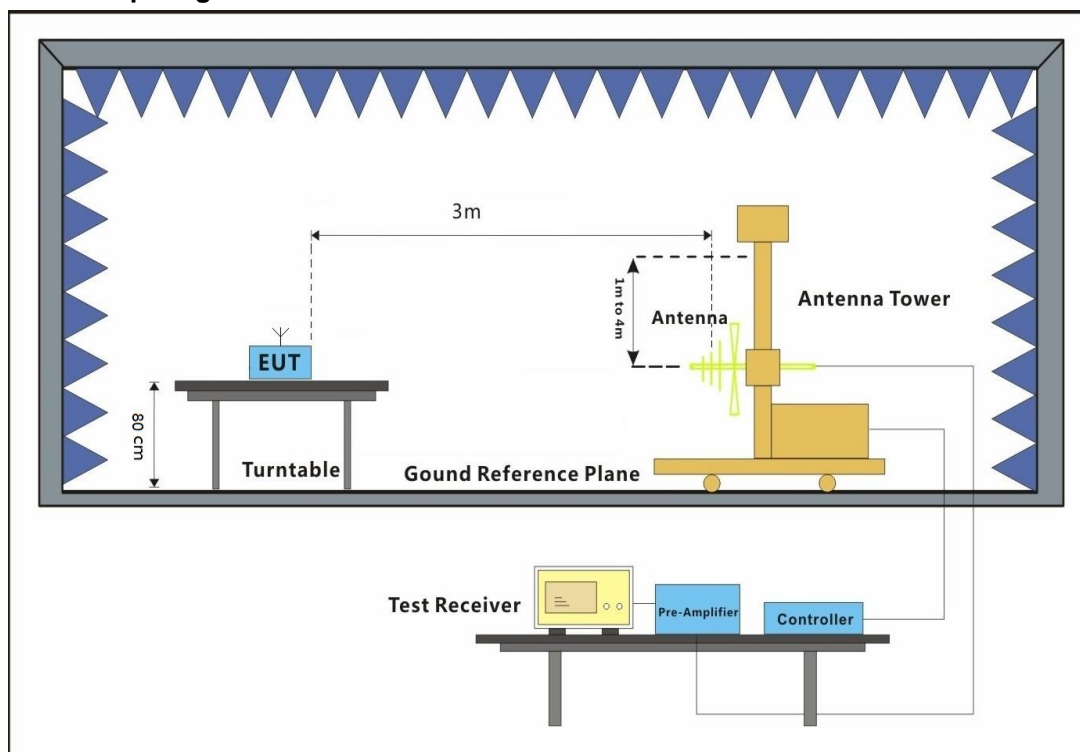 3m
1m to 4m
Antenna
Antenna Tower
EUT
80 cm
Turntable
Gound Reference Plane
Test Receiver
Pre-Amplifier
Controller